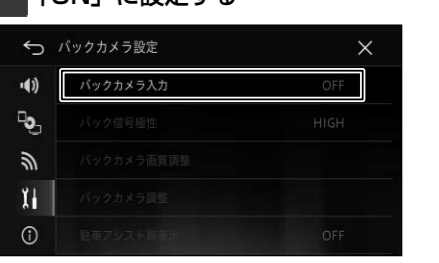 「ON」に設定する
バックカメラ設定
バックカメラ入力 OFF
バック信号極性 HIGH
バックカメラ画質調整
バックカメラ調整
駐車アシスト線表示 OFF